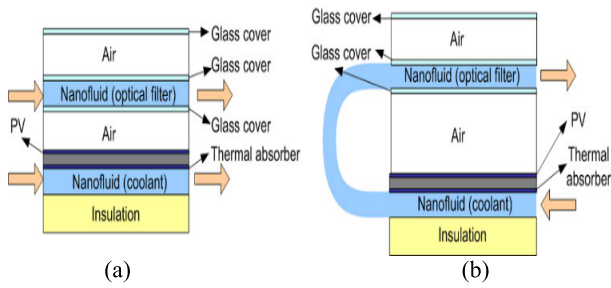 Glass cover
Air
Glass cover
Nanofluid (optical filter)
Glass cover
PV
Air
Thermal absorber
Nanofluid (coolant)
Insulation
(a)
Glass cover
Air
Glass cover
Nanofluid (optical filter)
Air
PV
Thermal
absorber
Nanofluid (coolant)
Insulation
(b)